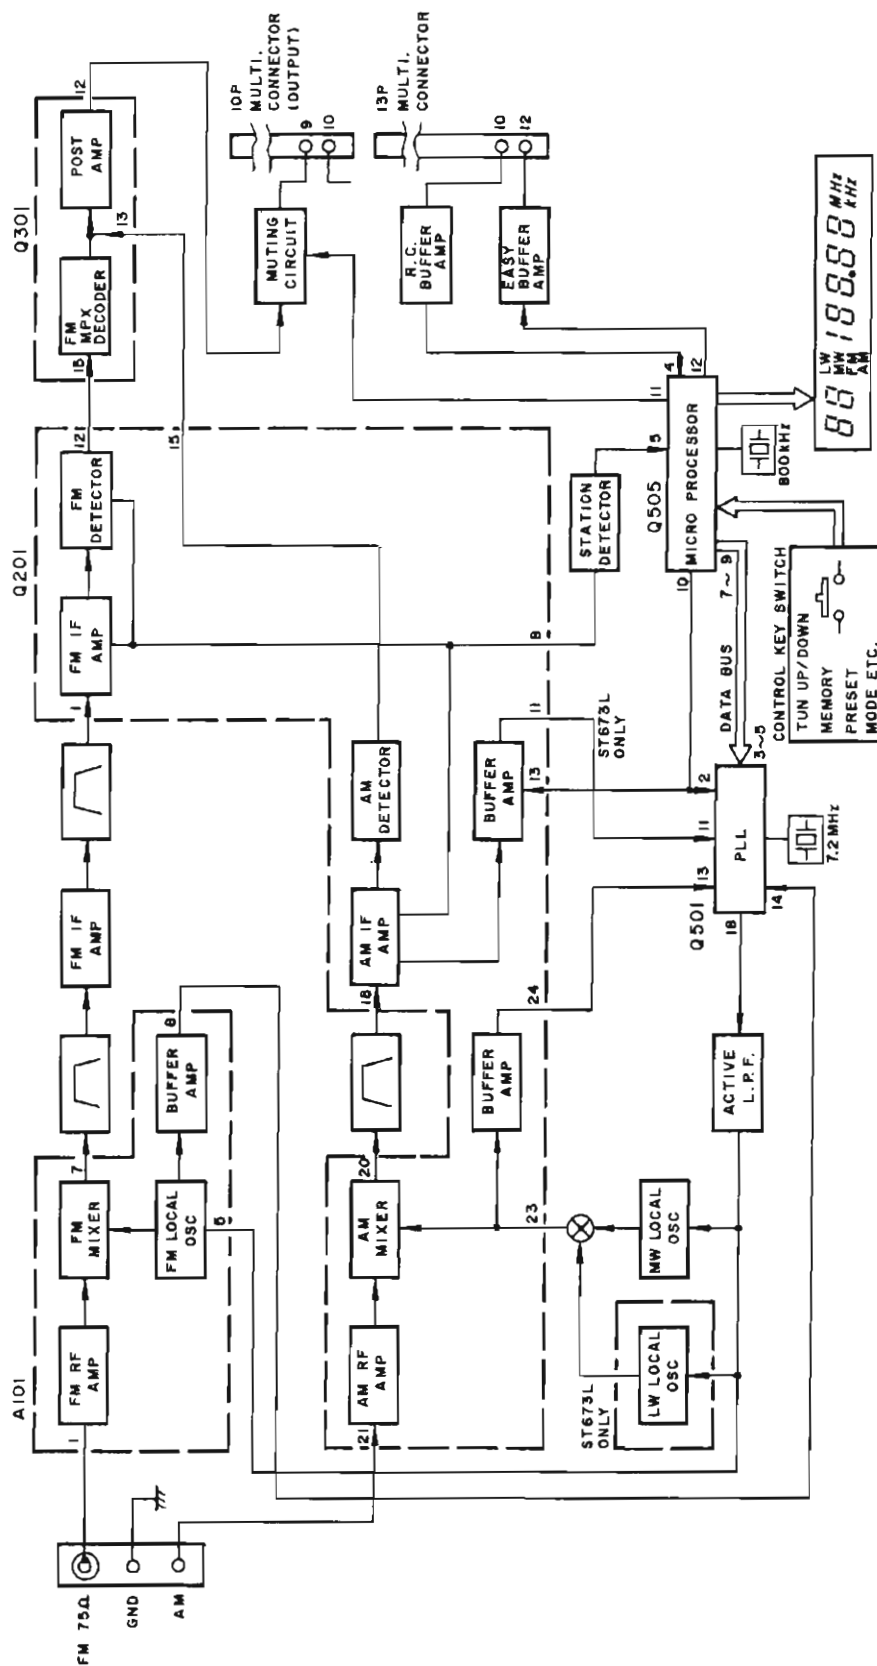 FM 75Ω
GND
AM
A101
1
FM RF
AMP
FM
MIXER
7
FM LOCAL
OSC
6
BUFFER
AMP
8
FM IF
AMP
Q201
1
FM IF
AMP
FM
DETECTOR
12
15
Q301
15
FM
MPX
DECODER
13
POST
AMP
12
21
AM RF
AMP
AM
MIXER
20
23
BUFFER
AMP
24
18
AM IF
AMP
AM
DETECTOR
BUFFER
AMP
11
13
8
ST673L
ONLY
10P
MULTI.
CONNECTOR
(OUTPUT)
9
10
MUTING
CIRCUIT
13P
MULTI.
CONNECTOR
10
12
R.C.
BUFFER
AMP
EASY
BUFFER
AMP
STATION
DETECTOR
ST673L
ONLY
LW LOCAL
OSC
MW LOCAL
OSC
ACTIVE
L.P.F.
Q501
18
14
13
11
2
3~5
PLL
7.2MHz
DATA BUS
7~9
Q505
10
5
11
4
12
MICRO PROCESSOR
800kHz
CONTROL KEY SWITCH
TUN UP/DOWN
MEMORY
PRESET
MODE ETC.
88
LW
MW
FM
AM
188.88
MHz
kHz